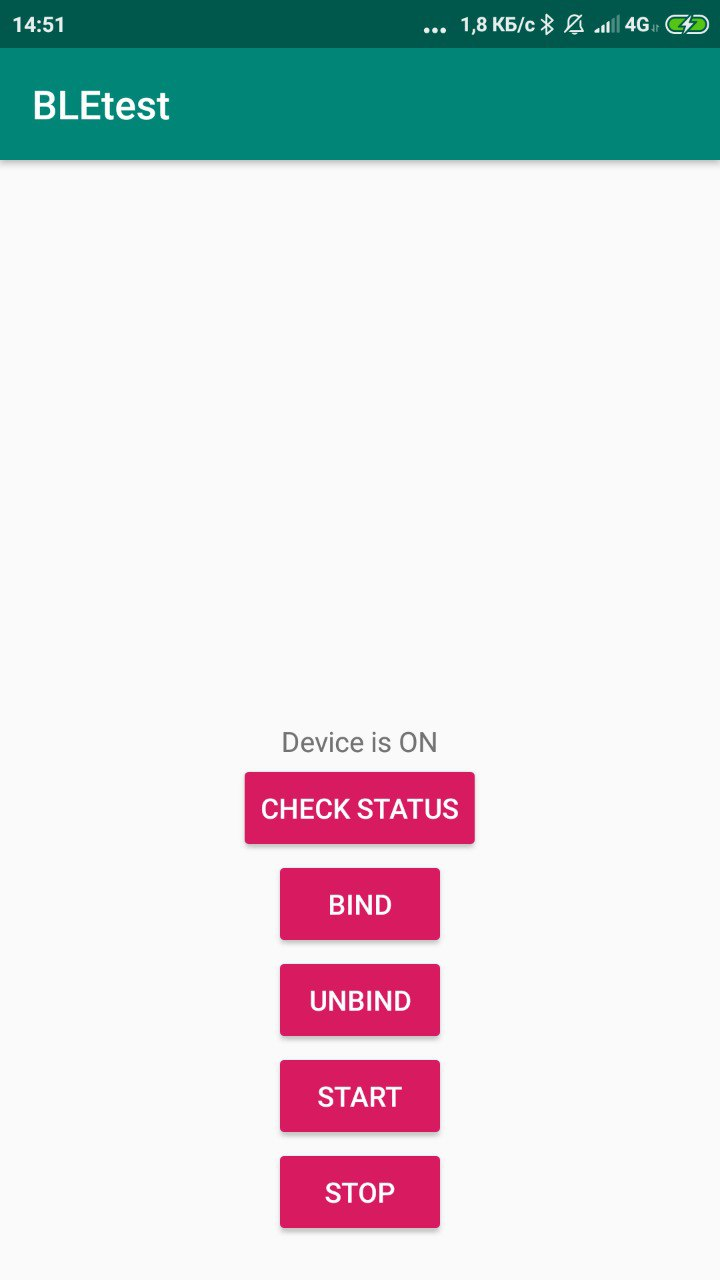 14:51 ... 1,8 КБ/с 4G
BLEtest
Device is ON
CHECK STATUS
BIND
UNBIND
START
STOP